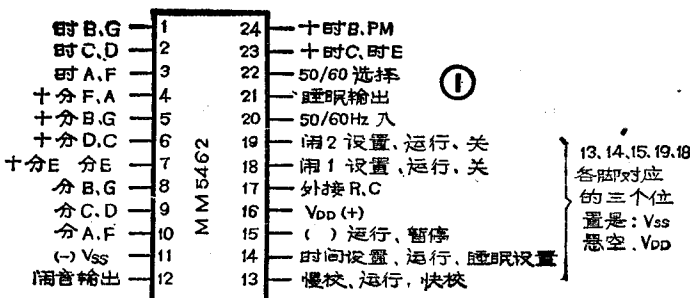 时B.G 1
时C.D 2
时A.F 3
十分F.A 4
十分B.G 5
十分D.C 6
十分E 分E 7
分B.G 8
分C.D 9
分A.F 10
(-) Vss 11
闹音输出 12
MM5462
24 十时B.PM
23 十时C、时E
22 50/60选择
21 睡眠输出
20 50/60Hz 入
19 闹2设置、运行、关
18 闹1设置、运行、关
17 外接R.C
16 VDD(+)
15 ( )运行、暂停
14 时间设置、运行、睡眠设置
13 慢校、运行,快校
①
13、14、15、19、18
各脚对应
的三个位
置是:Vss
悬空、VDD